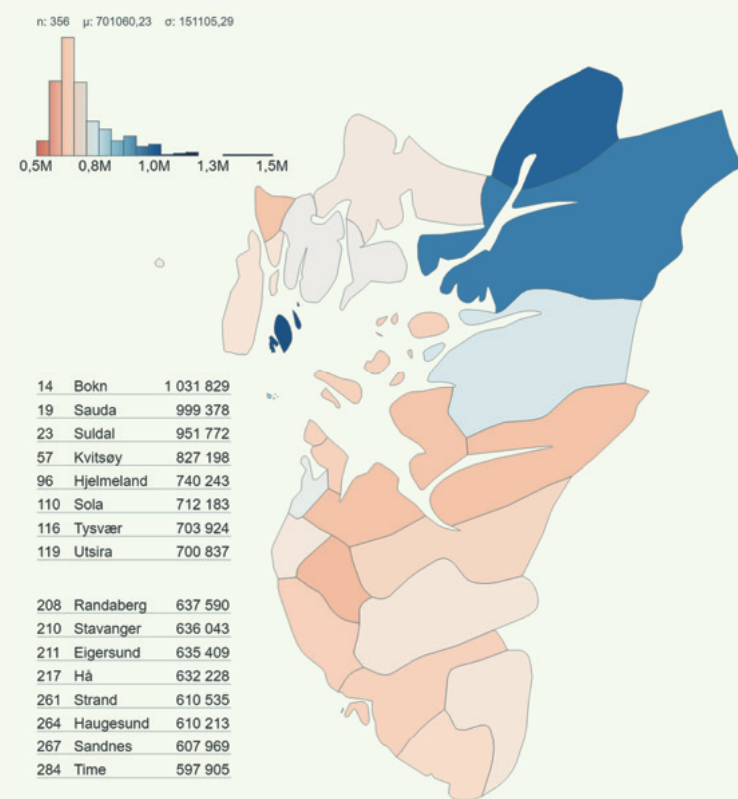 n: 356 µ: 701060,23 σ: 151105,29
0,5M 0,8M 1,0M 1,3M 1,5M
14 Bokn 1 031 829
19 Sauda 999 378
23 Suldal 951 772
57 Kvitsøy 827 198
96 Hjelmeland 740 243
110 Sola 712 183
116 Tysvær 703 924
119 Utsira 700 837
208 Randaberg 637 590
210 Stavanger 636 043
211 Eigersund 635 409
217 Hå 632 228
261 Strand 610 535
264 Haugesund 610 213
267 Sandnes 607 969
284 Time 597 905